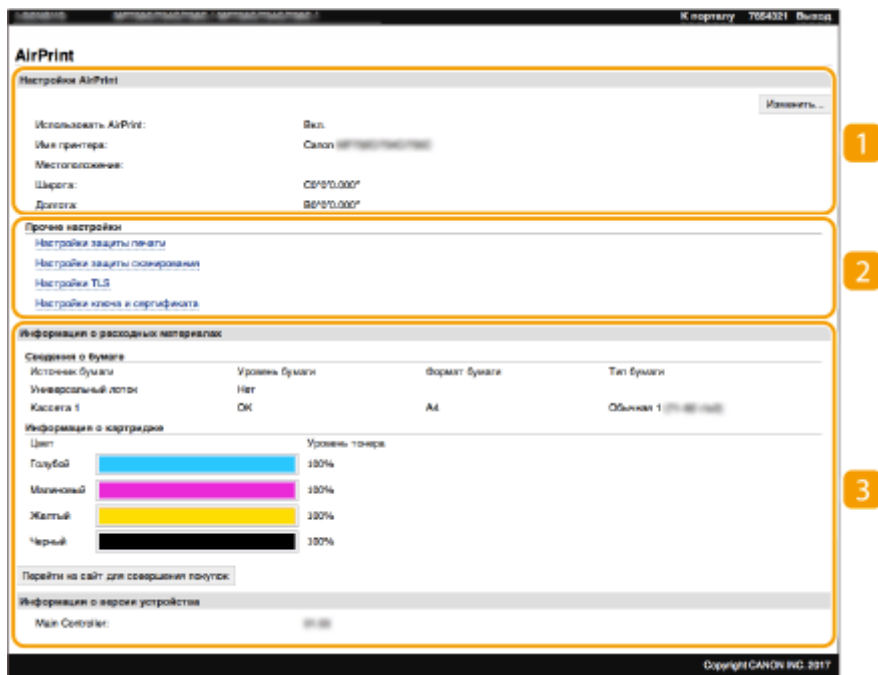 К порталу 7654321 Выход
AirPrint
Настройки AirPrint
Изменить...
Использовать AirPrint: Вкл.
Имя принтера: Canon
Местоположение:
Широта: С0°0'0.000"
Долгота: В0°0'0.000"
1
Прочие настройки
Настройки защиты печати
Настройки защиты сканирования
Настройки TLS
Настройки ключа и сертификата
2
Информация о расходных материалах
Сведения о бумаге
Источник бумаги Уровень бумаги Формат бумаги Тип бумаги
Универсальный лоток Нет
Кассета 1 OK A4 Обычная 1
Информация о картридже
Цвет Уровень тонера
Голубой 100%
Малиновый 100%
Желтый 100%
Черный 100%
3
Перейти на сайт для совершения покупок
Информация о версии устройства
Main Controller:
Copyright CANON INC. 2017